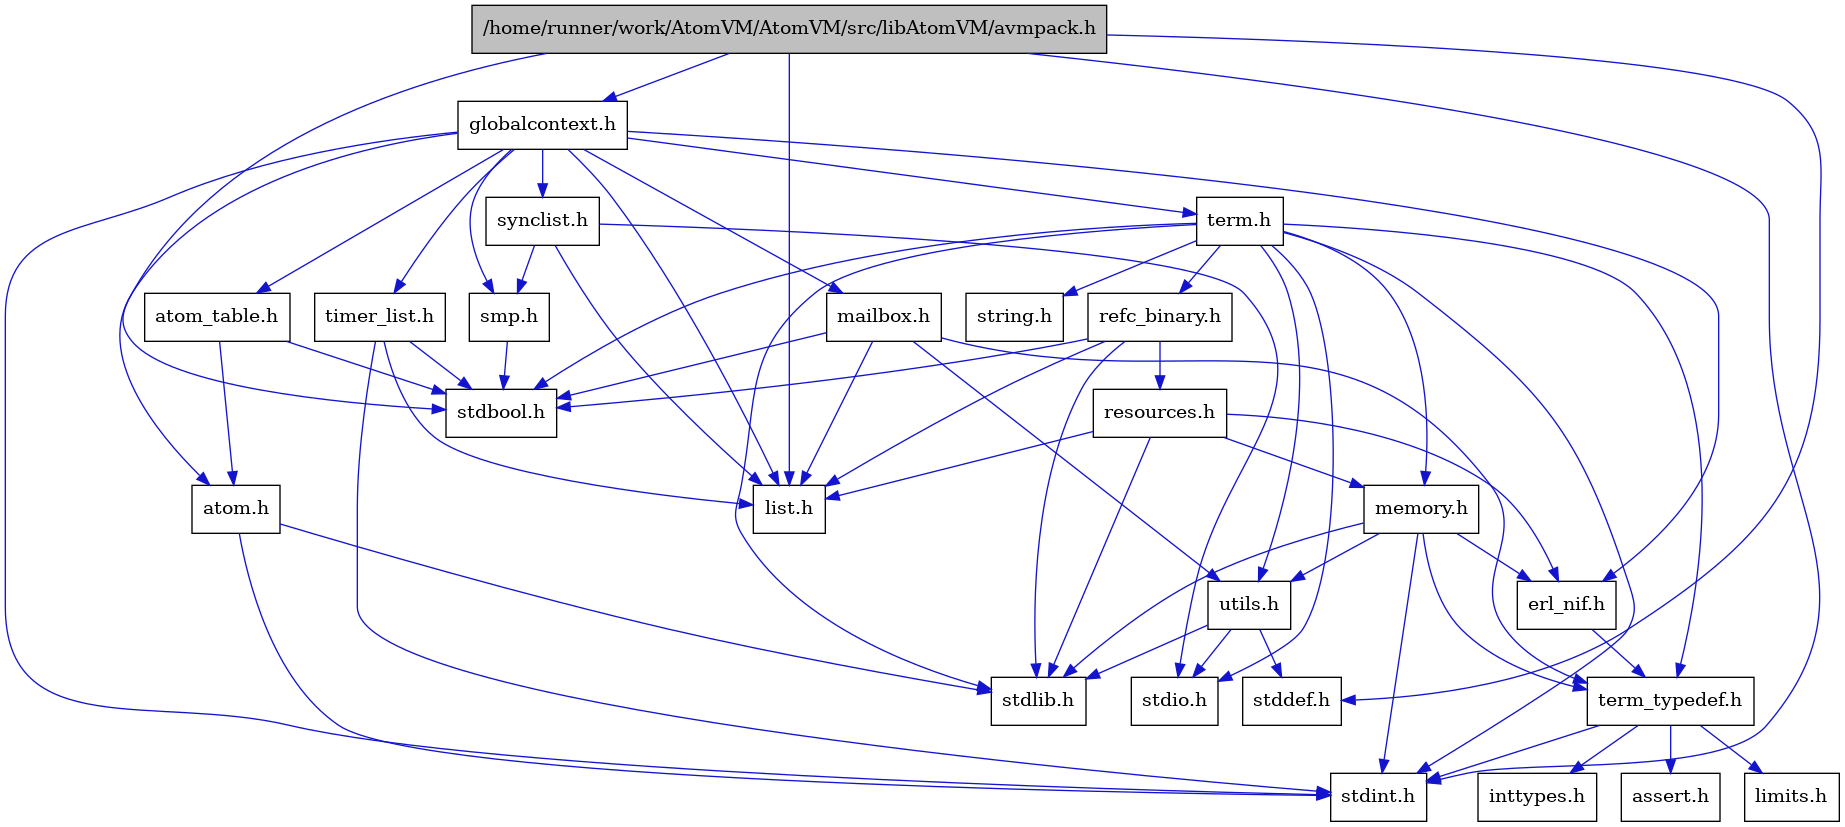 /home/runner/work/AtomVM/AtomVM/src/libAtomVM/avmpack.h
globalcontext.h
synclist.h
term.h
atom_table.h
timer_list.h
smp.h
mailbox.h
string.h
refc_binary.h
stdbool.h
resources.h
atom.h
list.h
memory.h
utils.h
erl_nif.h
stdlib.h
stdio.h
stddef.h
term_typedef.h
stdint.h
inttypes.h
assert.h
limits.h